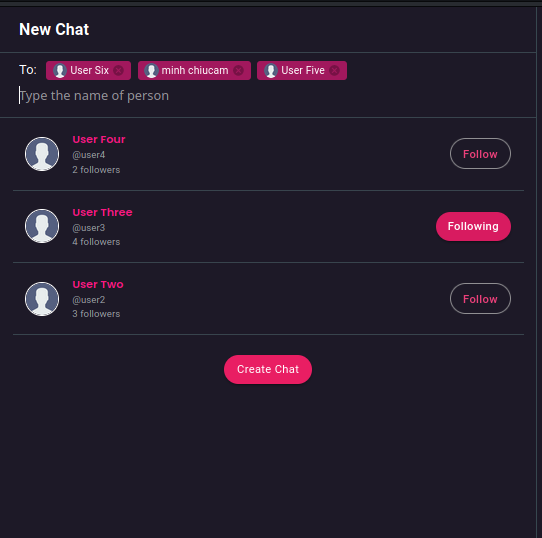 New Chat
To: User Six minh chiucam User Five
Type the name of person
User Four
@user4
2 followers
Follow
User Three
@user3
4 followers
Following
User Two
@user2
3 followers
Follow
Create Chat